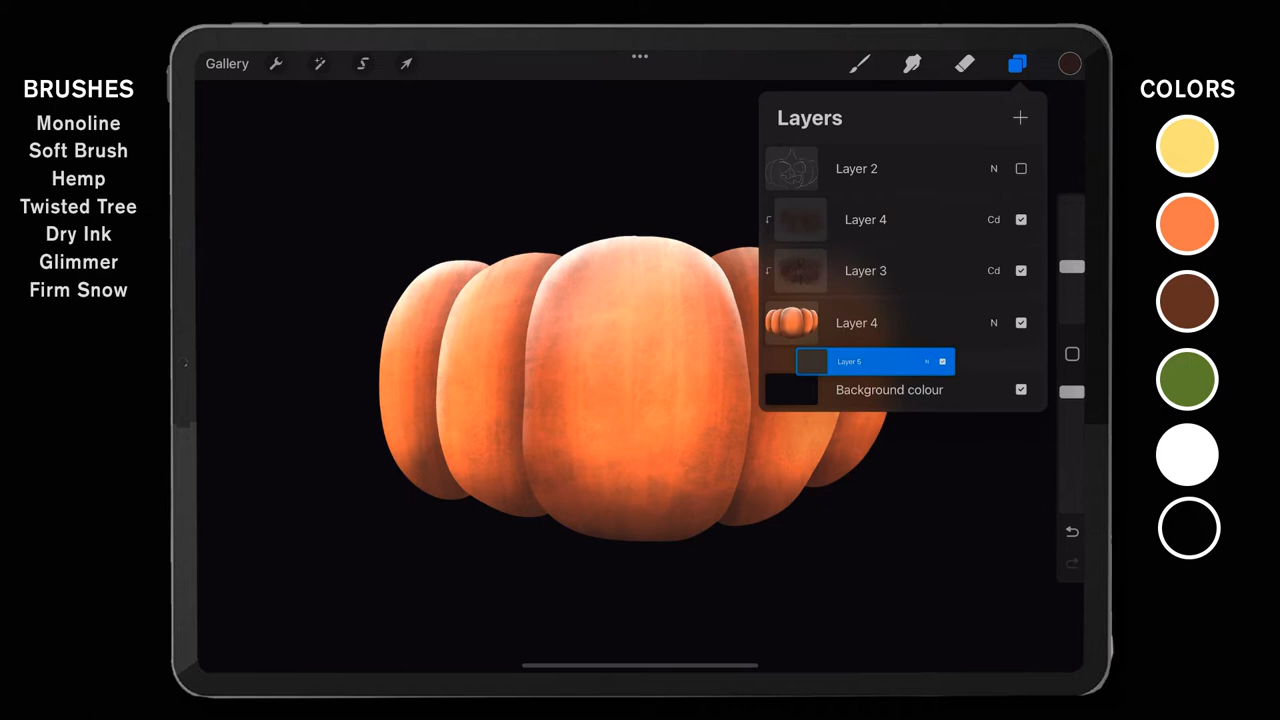 BRUSHES
Monoline
Soft Brush
Hemp
Twisted Tree
Dry Ink
Glimmer
Firm Snow
Gallery
Layers
Layer 2 N
Layer 4 Cd
Layer 3 Cd
Layer 4 N
Layer 5 N
Background colour
COLORS